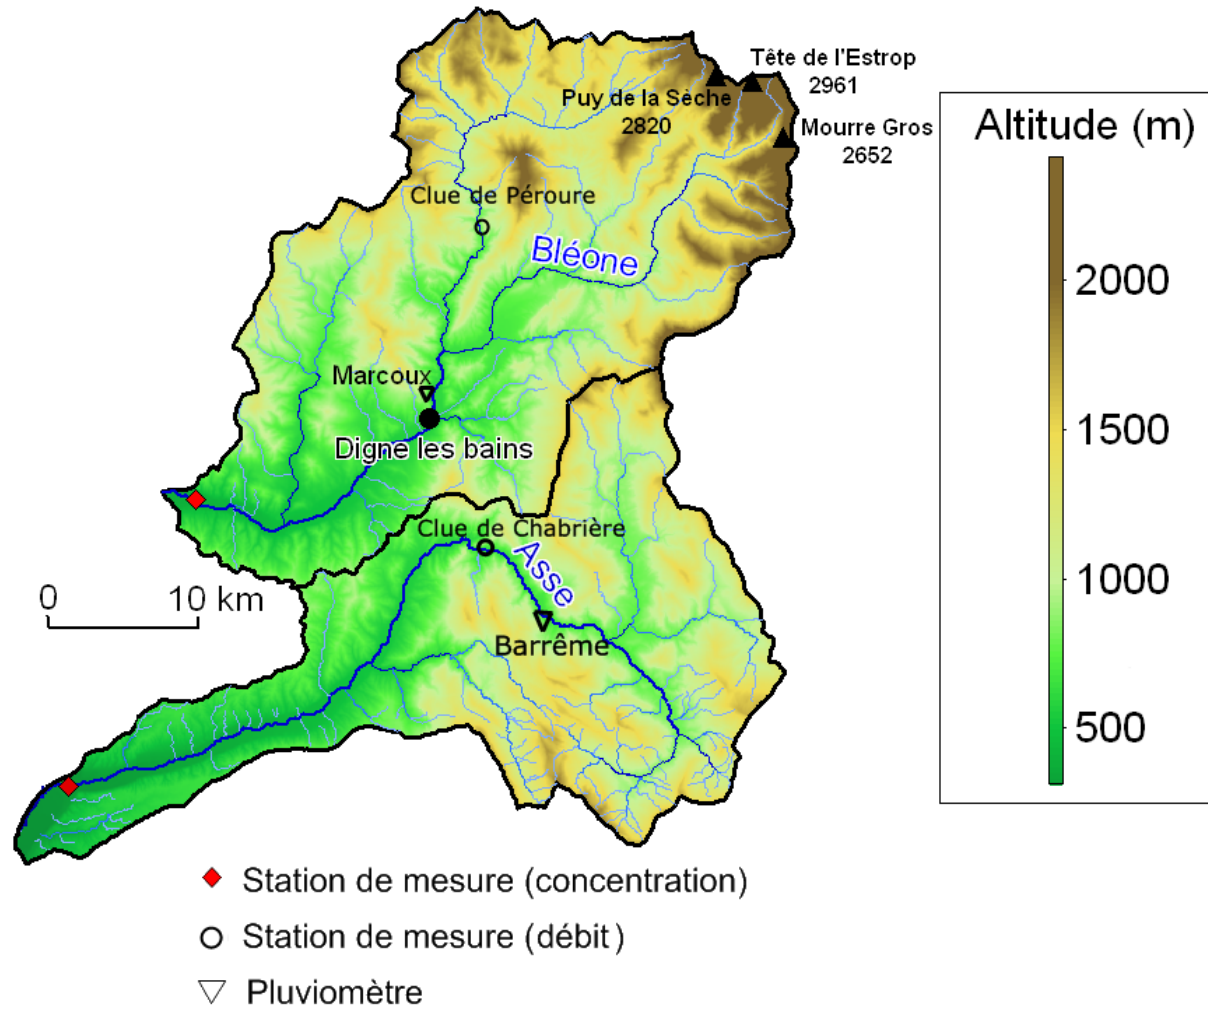 Tête de l'Estrop
2961
Puy de la Sèche
2820
Mourre Gros
2652
Altitude (m)
Clue de Péroure
Bléone
2000
Marcoux
1500
Digne les bains
Clue de Chabrière
Asse
1000
0 10 km
Barrême
500
Station de mesure (concentration)
Station de mesure (débit)
Pluviomètre